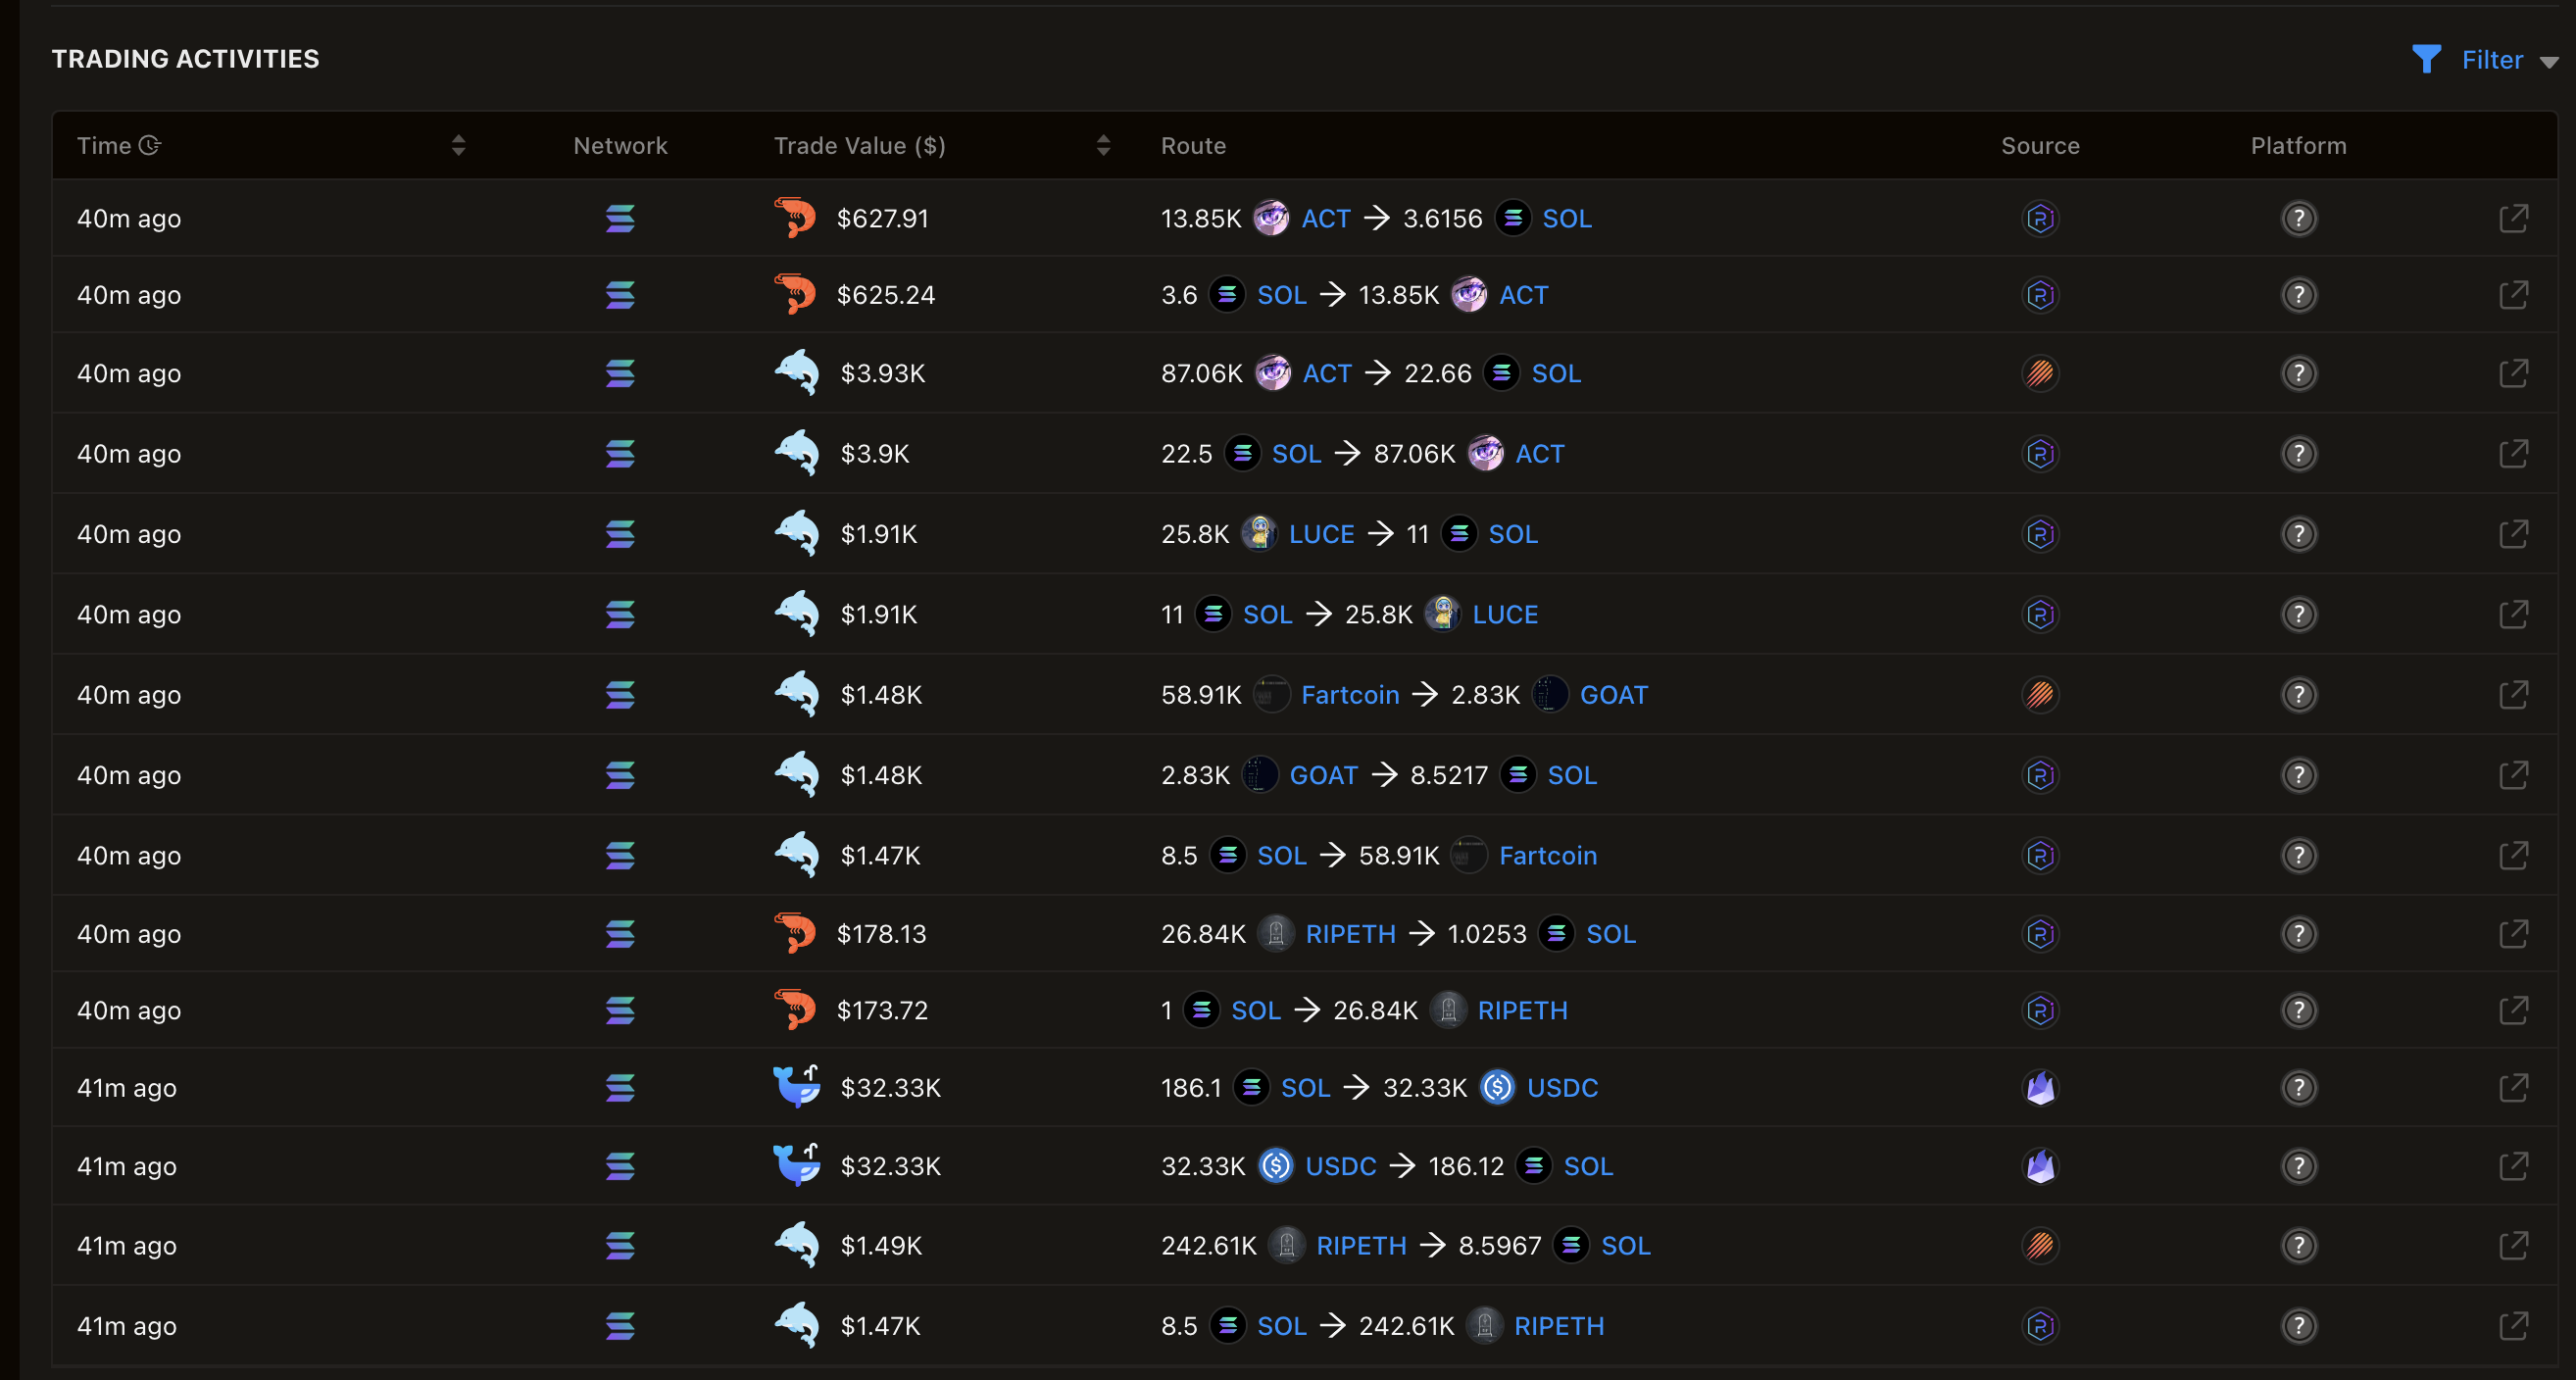 TRADING ACTIVITIES Filter
Time Network Trade Value ($) Route Source Platform
40m ago $627.91 13.85K ACT → 3.6156 SOL ?
40m ago $625.24 3.6 SOL → 13.85K ACT ?
40m ago $3.93K 87.06K ACT → 22.66 SOL ?
40m ago $3.9K 22.5 SOL → 87.06K ACT ?
40m ago $1.91K 25.8K LUCE → 11 SOL ?
40m ago $1.91K 11 SOL → 25.8K LUCE ?
40m ago $1.48K 58.91K Fartcoin → 2.83K GOAT ?
40m ago $1.48K 2.83K GOAT → 8.5217 SOL ?
40m ago $1.47K 8.5 SOL → 58.91K Fartcoin ?
40m ago $178.13 26.84K RIPETH → 1.0253 SOL ?
40m ago $173.72 1 SOL → 26.84K RIPETH ?
41m ago $32.33K 186.1 SOL → 32.33K USDC ?
41m ago $32.33K 32.33K USDC → 186.12 SOL ?
41m ago $1.49K 242.61K RIPETH → 8.5967 SOL ?
41m ago $1.47K 8.5 SOL → 242.61K RIPETH ?